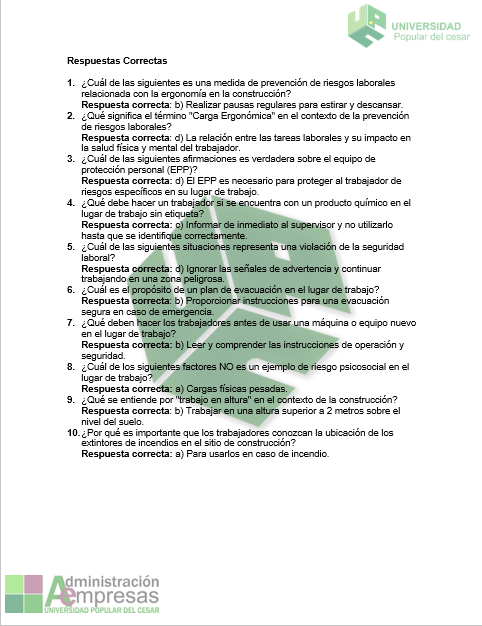 UNIVERSIDAD
Popular del cesar
Respuestas Correctas
1. ¿Cuál de las siguientes es una medida de prevención de riesgos laborales
relacionada con la ergonomía en la construcción?
Respuesta correcta: b) Realizar pausas regulares para estirar y descansar.
2. ¿Qué significa el término "Carga Ergonómica" en el contexto de la prevención
de riesgos laborales?
Respuesta correcta: d) La relación entre las tareas laborales y su impacto en
la salud física y mental del trabajador.
3. ¿Cuál de las siguientes afirmaciones es verdadera sobre el equipo de
protección personal (EPP)?
Respuesta correcta: d) El EPP es necesario para proteger al trabajador de
riesgos específicos en su lugar de trabajo.
4. ¿Qué debe hacer un trabajador si se encuentra con un producto químico en el
lugar de trabajo sin etiqueta?
Respuesta correcta: c) Informar de inmediato al supervisor y no utilizarlo
hasta que se identifique correctamente.
5. ¿Cuál de las siguientes situaciones representa una violación de la seguridad
laboral?
Respuesta correcta: d) Ignorar las señales de advertencia y continuar
trabajando en una zona peligrosa.
6. ¿Cuál es el propósito de un plan de evacuación en el lugar de trabajo?
Respuesta correcta: b) Proporcionar instrucciones para una evacuación
segura en caso de emergencia.
7. ¿Qué deben hacer los trabajadores antes de usar una máquina o equipo nuevo
en el lugar de trabajo?
Respuesta correcta: b) Leer y comprender las instrucciones de operación y
seguridad.
8. ¿Cuál de los siguientes factores NO es un ejemplo de riesgo psicosocial en el
lugar de trabajo?
Respuesta correcta: a) Cargas físicas pesadas.
9. ¿Qué se entiende por "trabajo en altura" en el contexto de la construcción?
Respuesta correcta: b) Trabajar en una altura superior a 2 metros sobre el
nivel del suelo.
10. ¿Por qué es importante que los trabajadores conozcan la ubicación de los
extintores de incendios en el sitio de construcción?
Respuesta correcta: a) Para usarlos en caso de incendio.
Administración
empresas
UNIVERSIDAD POPULAR DEL CESAR